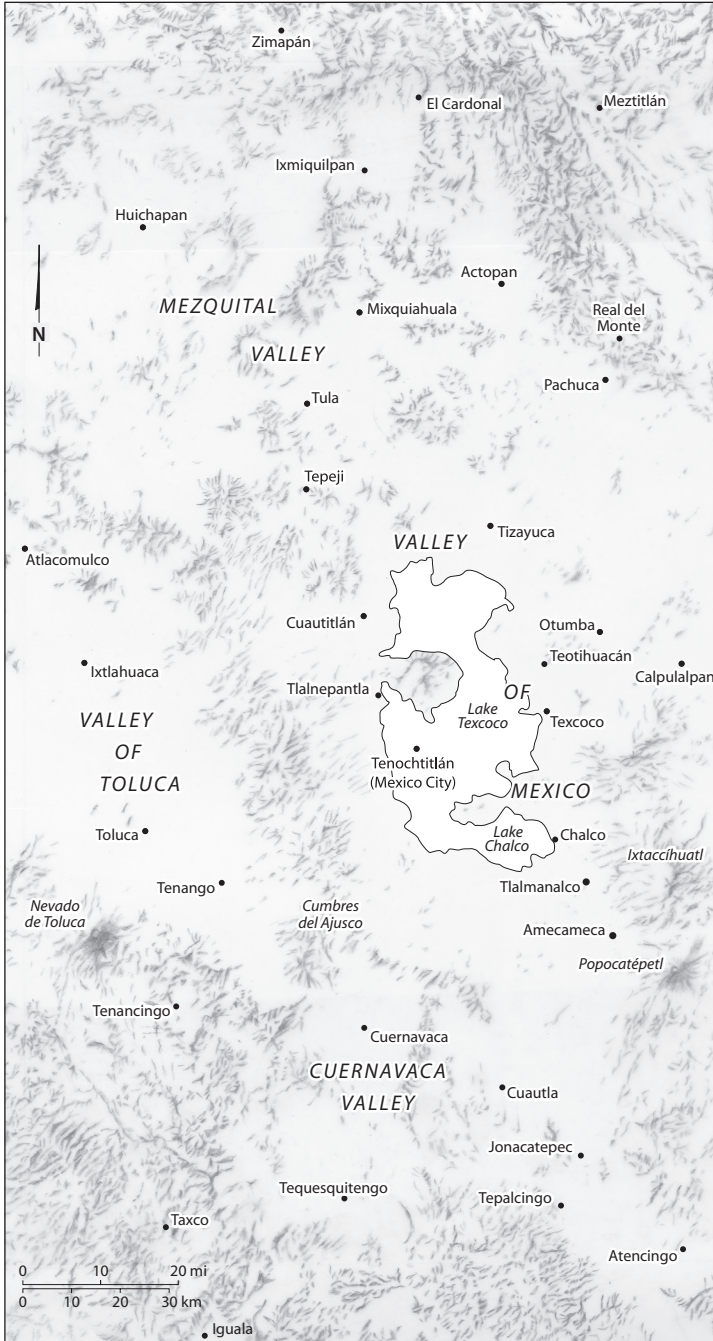 Zimapán
El Cardonal
Meztitlán
Ixmiquilpan
Huichapan
Actopan
MEZQUITAL
Mixquiahuala
Real del
Monte
N
VALLEY
Pachuca
Tula
Tepeji
VALLEY
Tizayuca
Atlacomulco
Cuautitlán
Otumba
Teotihuacán
Ixtlahuaca
Calpulalpan
Tlalnepantla
OF
Lake
Texcoco
Texcoco
VALLEY
OF
TOLUCA
Tenochtitlán
(Mexico City)
MEXICO
Toluca
Lake
Chalco
Chalco
Ixtaccíhuatl
Tenango
Tlalmanalco
Nevado
de Toluca
Cumbres
del Ajusco
Amecameca
Popocatépetl
Tenancingo
Cuernavaca
CUERNAVACA
VALLEY
Cuautla
Jonacatepec
Tequesquitengo
Tepalcingo
Taxco
Atencingo
0 10 20 mi
0 10 20 30 km
Iguala